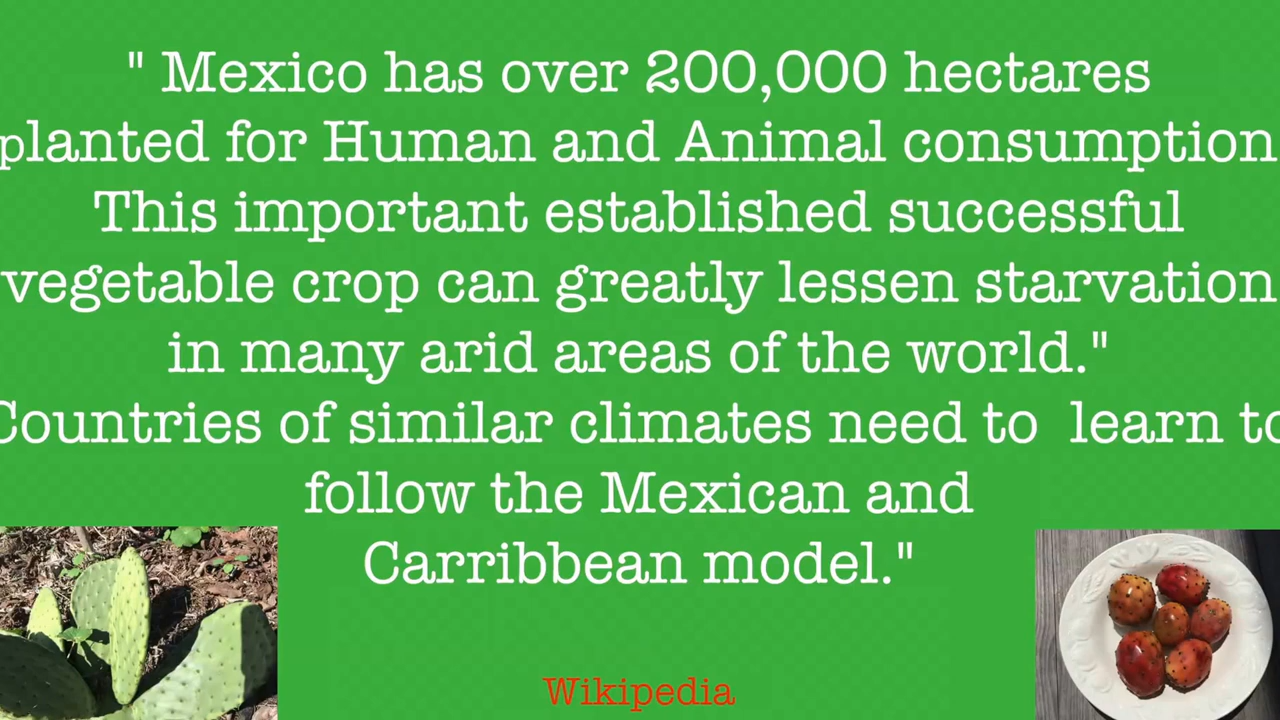 " Mexico has over 200,000 hectares
planted for Human and Animal consumption
This important established successful
vegetable crop can greatly lessen starvation
in many arid areas of the world."
Countries of similar climates need to  learn to
follow the Mexican and
Carribbean model."
Wikipedia